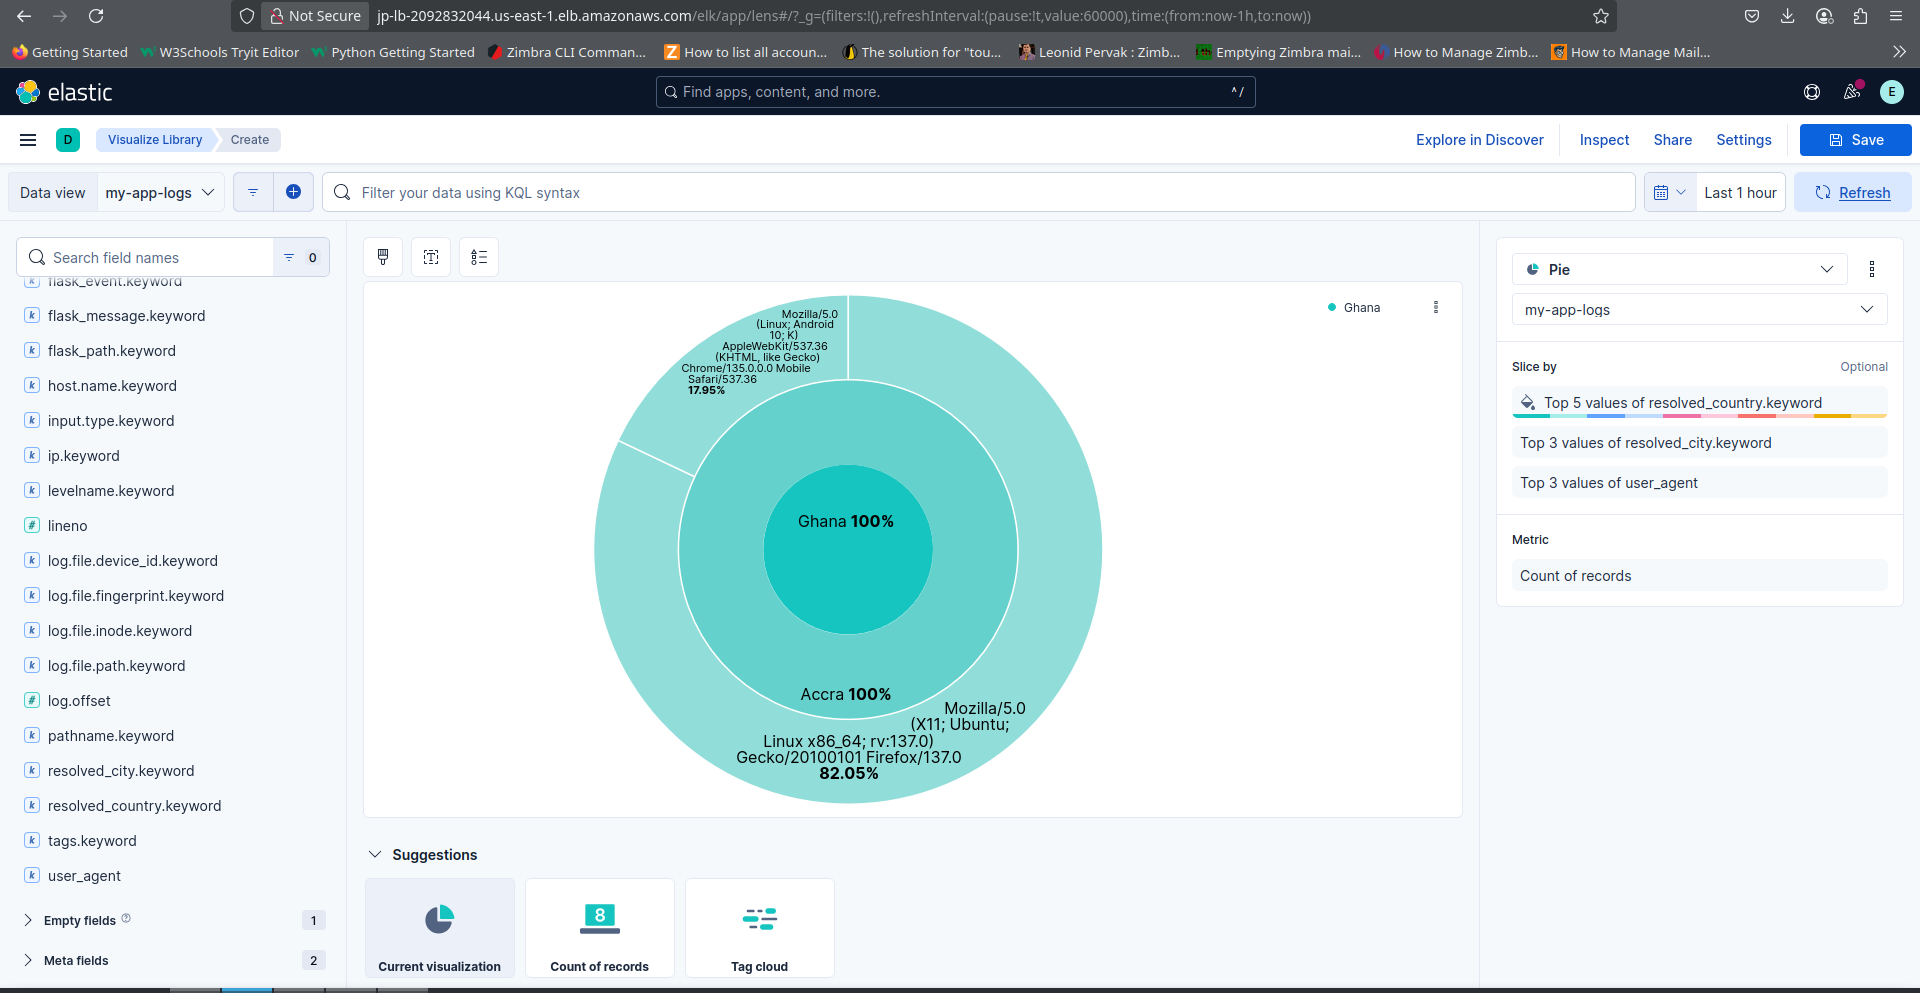 Not Secure
jp-lb-2092832044.us-east-1.elb.amazonaws.com/elk/app/lens#/?_g=(filters:!(),refreshInterval:(pause:!t,value:60000),time:(from:now-1h,to:now))
Getting Started
W3Schools Tryit Editor
Python Getting Started
Zimbra CLI Comman...
How to list all accoun...
The solution for "tou...
Leonid Pervak : Zimb...
Emptying Zimbra mai...
How to Manage Zimb...
How to Manage Mail...
elastic
Find apps, content, and more.
^ /
E
D
Visualize Library
Create
Explore in Discover
Inspect
Share
Settings
Save
Data view
my-app-logs
Filter your data using KQL syntax
Last 1 hour
Refresh
Search field names
0
flask_event.keyword
k flask_message.keyword
k flask_path.keyword
k host.name.keyword
k input.type.keyword
k ip.keyword
k levelname.keyword
# lineno
k log.file.device_id.keyword
k log.file.fingerprint.keyword
k log.file.inode.keyword
k log.file.path.keyword
# log.offset
k pathname.keyword
k resolved_city.keyword
k resolved_country.keyword
k tags.keyword
k user_agent
Empty fields
1
Meta fields
2
Mozilla/5.0
(Linux; Android
10; K)
AppleWebKit/537.36
(KHTML, like Gecko)
Chrome/135.0.0.0 Mobile
Safari/537.36
17.95%
Ghana 100%
Accra 100%
Mozilla/5.0
(X11; Ubuntu;
Linux x86_64; rv:137.0)
Gecko/20100101 Firefox/137.0
82.05%
Ghana
Suggestions
Current visualization
8
Count of records
Tag cloud
Pie
my-app-logs
Slice by
Optional
Top 5 values of resolved_country.keyword
Top 3 values of resolved_city.keyword
Top 3 values of user_agent
Metric
Count of records